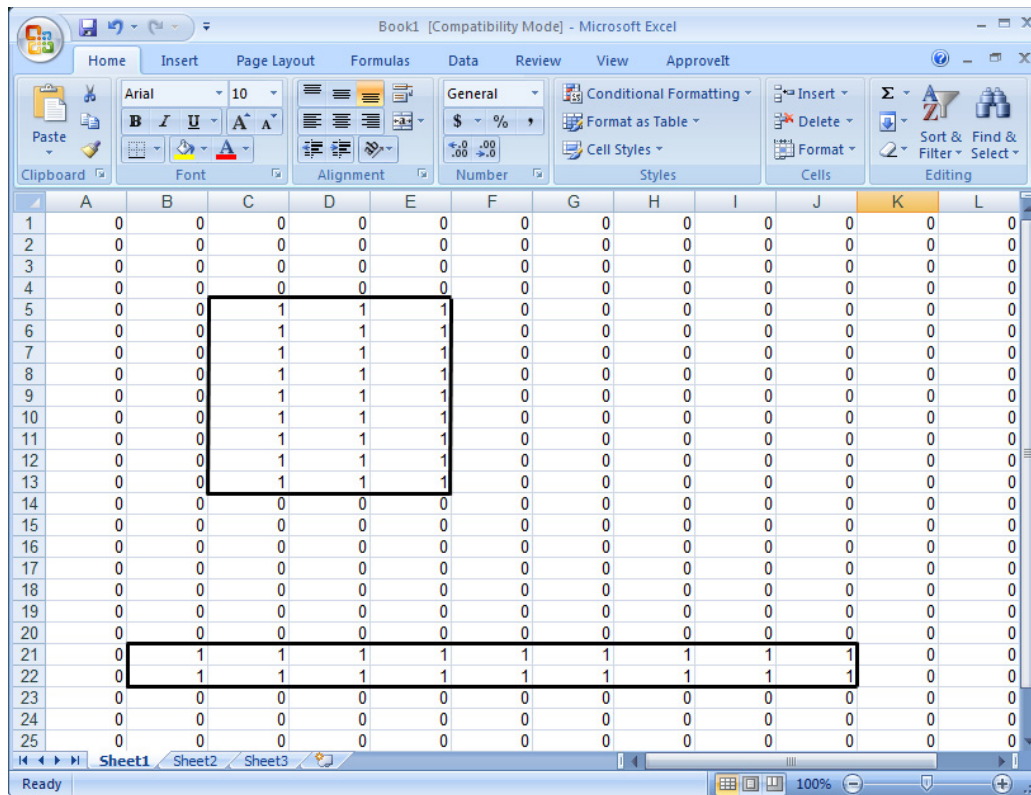 Book1 [Compatibility Mode] - Microsoft Excel
Home Insert Page Layout Formulas Data Review View ApproveIt
Paste
Clipboard
Arial 10
B I U A A
A
Font
Alignment
General
$ % ,
.0 .00 .00 .0
Number
Conditional Formatting
Format as Table
Cell Styles
Styles
Insert
Delete
Format
Cells
Σ
Sort & Filter
Find & Select
Editing
A B C D E F G H I J K L
1 0 0 0 0 0 0 0 0 0 0 0 0
2 0 0 0 0 0 0 0 0 0 0 0 0
3 0 0 0 0 0 0 0 0 0 0 0 0
4 0 0 0 0 0 0 0 0 0 0 0 0
5 0 0 1 1 1 0 0 0 0 0 0 0
6 0 0 1 1 1 0 0 0 0 0 0 0
7 0 0 1 1 1 0 0 0 0 0 0 0
8 0 0 1 1 1 0 0 0 0 0 0 0
9 0 0 1 1 1 0 0 0 0 0 0 0
10 0 0 1 1 1 0 0 0 0 0 0 0
11 0 0 1 1 1 0 0 0 0 0 0 0
12 0 0 1 1 1 0 0 0 0 0 0 0
13 0 0 1 1 1 0 0 0 0 0 0 0
14 0 0 0 0 0 0 0 0 0 0 0 0
15 0 0 0 0 0 0 0 0 0 0 0 0
16 0 0 0 0 0 0 0 0 0 0 0 0
17 0 0 0 0 0 0 0 0 0 0 0 0
18 0 0 0 0 0 0 0 0 0 0 0 0
19 0 0 0 0 0 0 0 0 0 0 0 0
20 0 0 0 0 0 0 0 0 0 0 0 0
21 0 1 1 1 1 1 1 1 1 1 0 0
22 0 1 1 1 1 1 1 1 1 1 0 0
23 0 0 0 0 0 0 0 0 0 0 0 0
24 0 0 0 0 0 0 0 0 0 0 0 0
25 0 0 0 0 0 0 0 0 0 0 0 0
Sheet1 Sheet2 Sheet3
Ready 100%